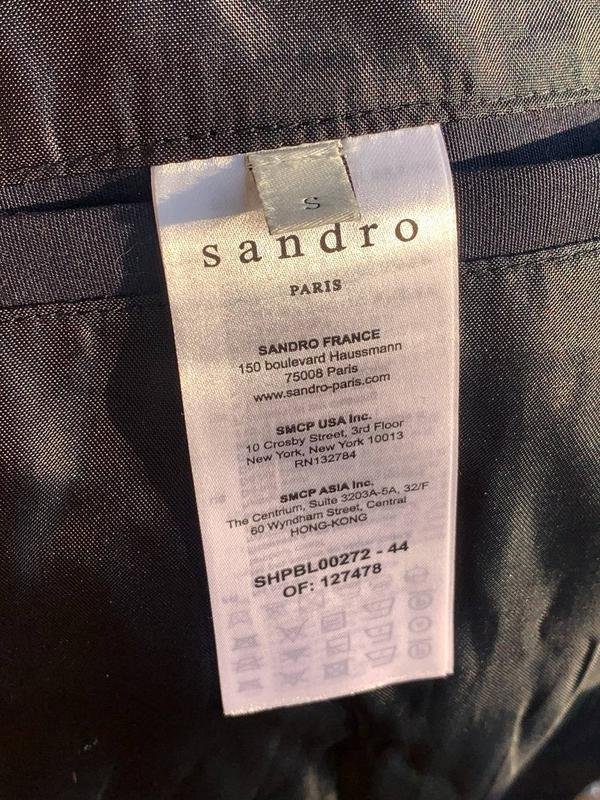 S
sandro
PARIS
SANDRO FRANCE
150 boulevard Haussmann
75008 Paris
www.sandro-paris.com
SMCP USA Inc.
10 Crosby Street, 3rd Floor
New York, New York 10013
RN132784
SMCP ASIA Inc.
The Centrium, Suite 3203A-5A, 32/F
60 Wyndham Street, Central
HONG-KONG
SHPBL00272 - 44
OF: 127478